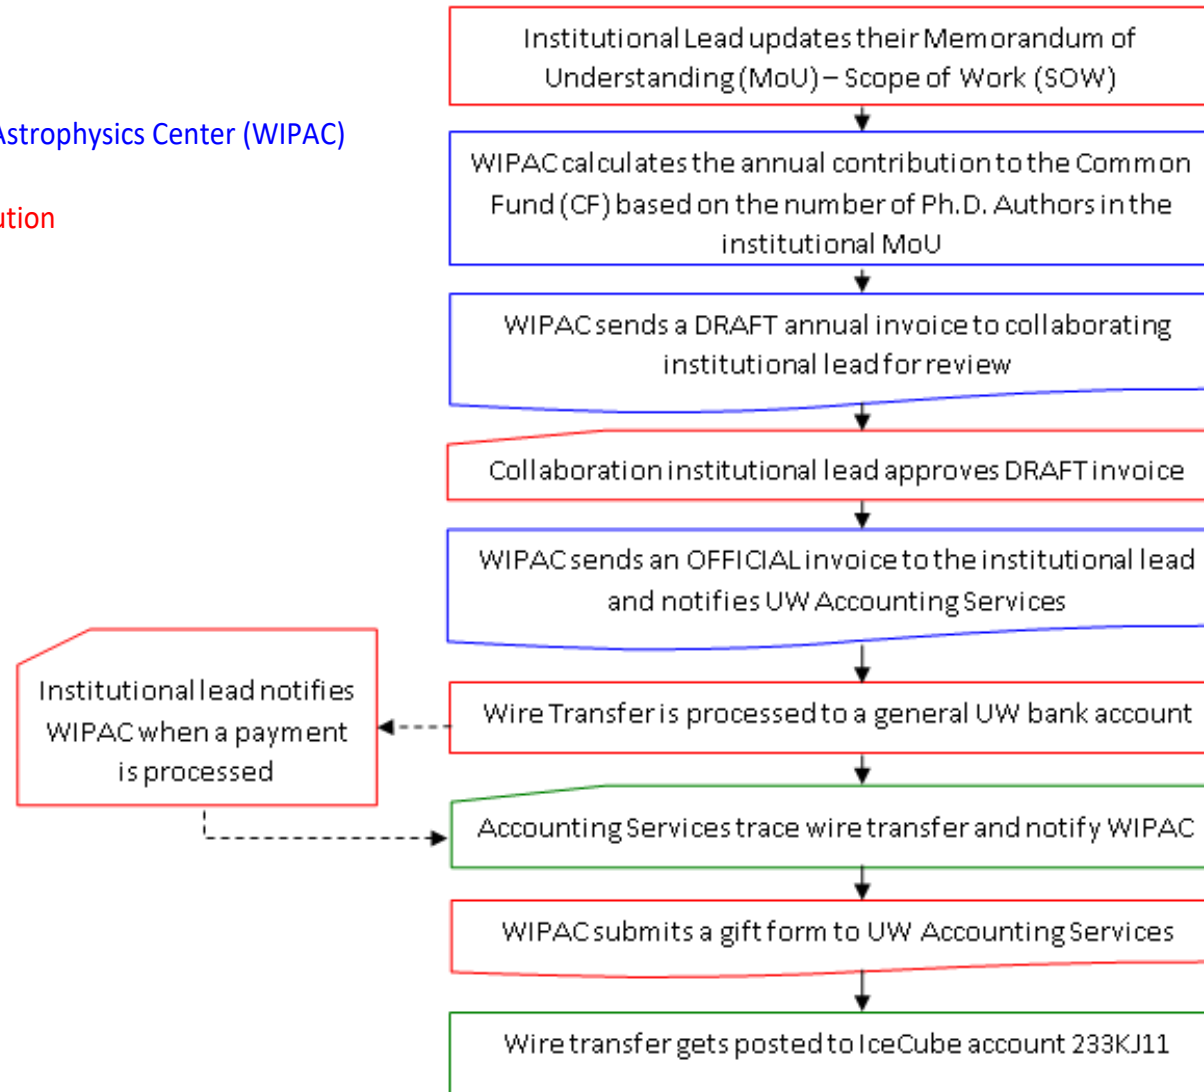 Institutional Lead updates their Memorandum of
Understanding (MoU) – Scope of Work (SOW)
Astrophysics Center (WIPAC)
WIPAC calculates the annual contribution to the Common
Fund (CF) based on the number of Ph.D. Authors in the
institutional MoU
ution
WIPAC sends a DRAFT annual invoice to collaborating
institutional lead for review
Collaboration institutional lead approves DRAFT invoice
WIPAC sends an OFFICIAL invoice to the institutional lead
and notifies UW Accounting Services
Wire Transfer is processed to a general UW bank account
Institutional lead notifies
WIPAC when a payment
is processed
Accounting Services trace wire transfer and notify WIPAC
WIPAC submits a gift form to UW Accounting Services
Wire transfer gets posted to IceCube account 233KJ11